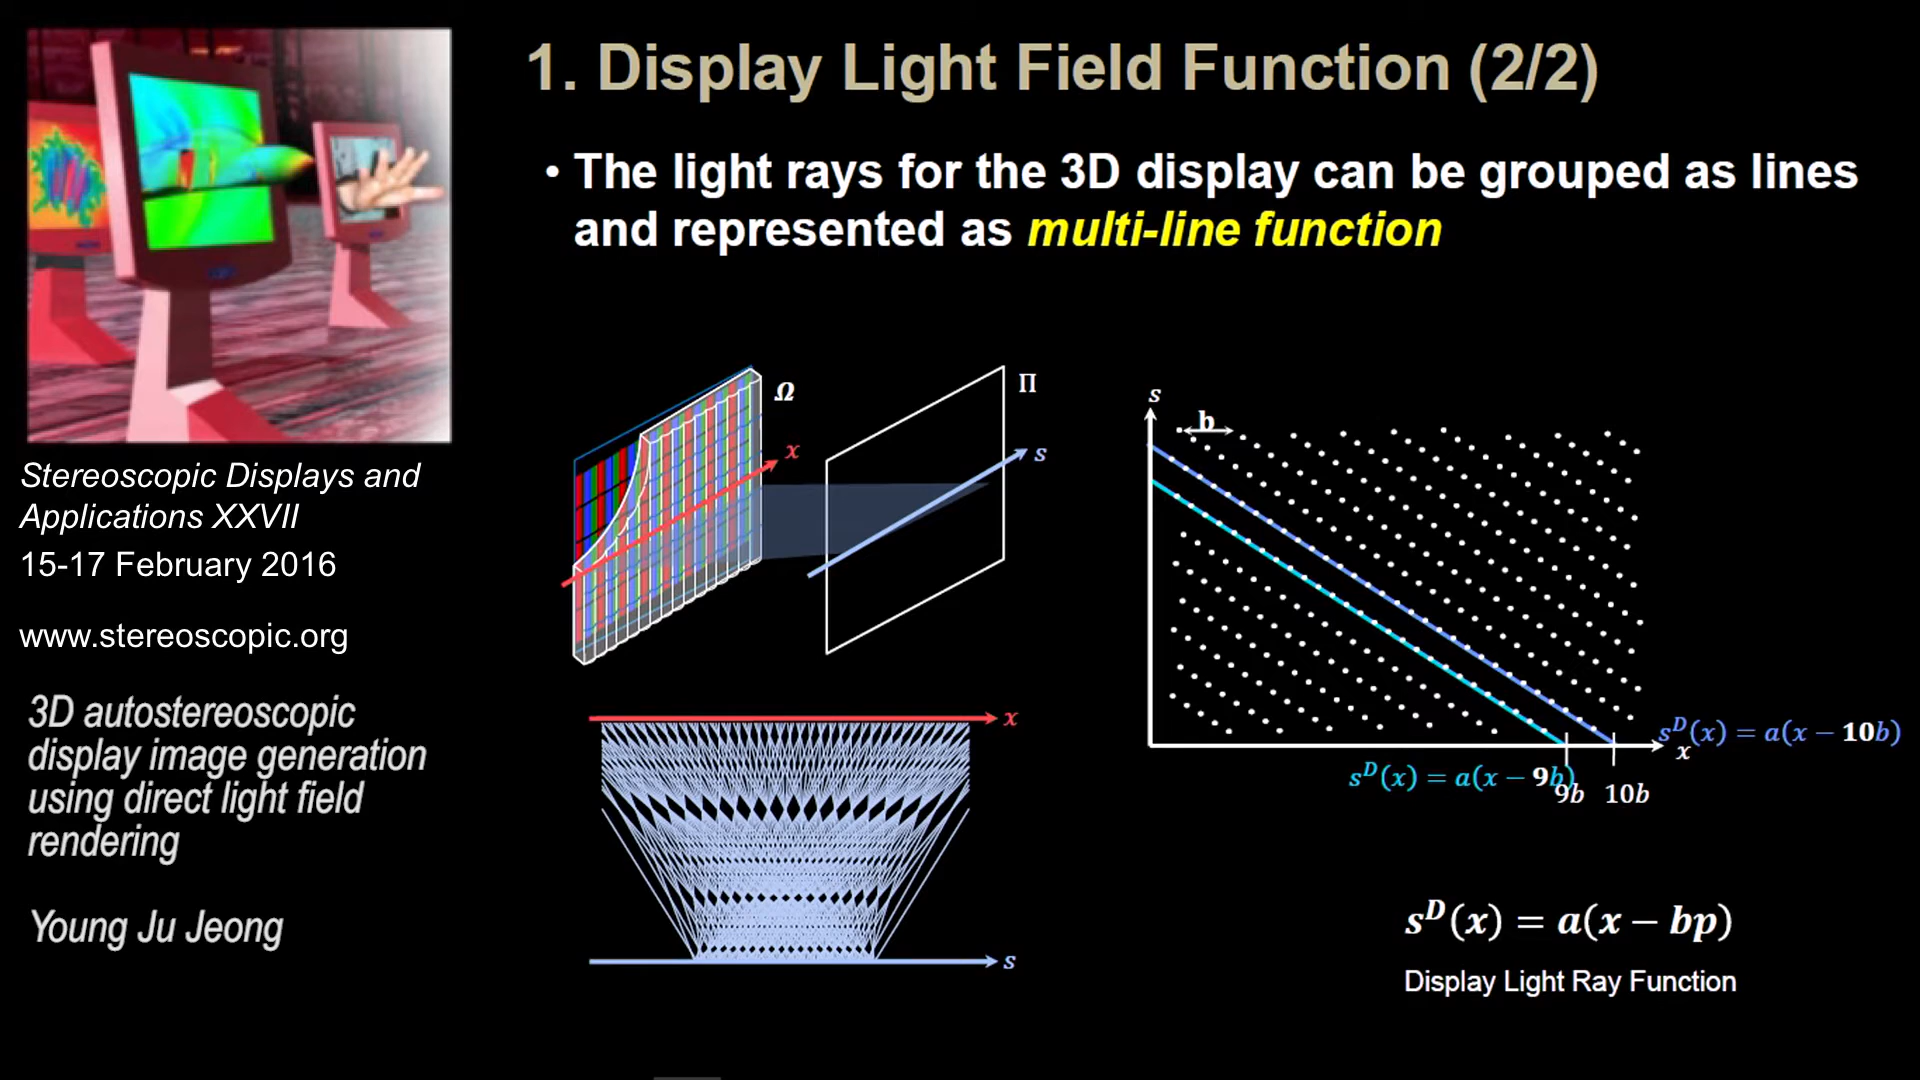 1. Display Light Field Function (2/2)
• The light rays for the 3D display can be grouped as lines
and represented as multi-line function
Stereoscopic Displays and
Applications XXVII
15-17 February 2016
www.stereoscopic.org
3D autostereoscopic
display image generation
using direct light field
rendering
Young Ju Jeong
Ω
x
Π
s
x
s
s
b
x
sᴰ(x) = a(x − 10b)
sᴰ(x) = a(x − 9b)
9b 10b
sᴰ(x) = a(x − bp)
Display Light Ray Function